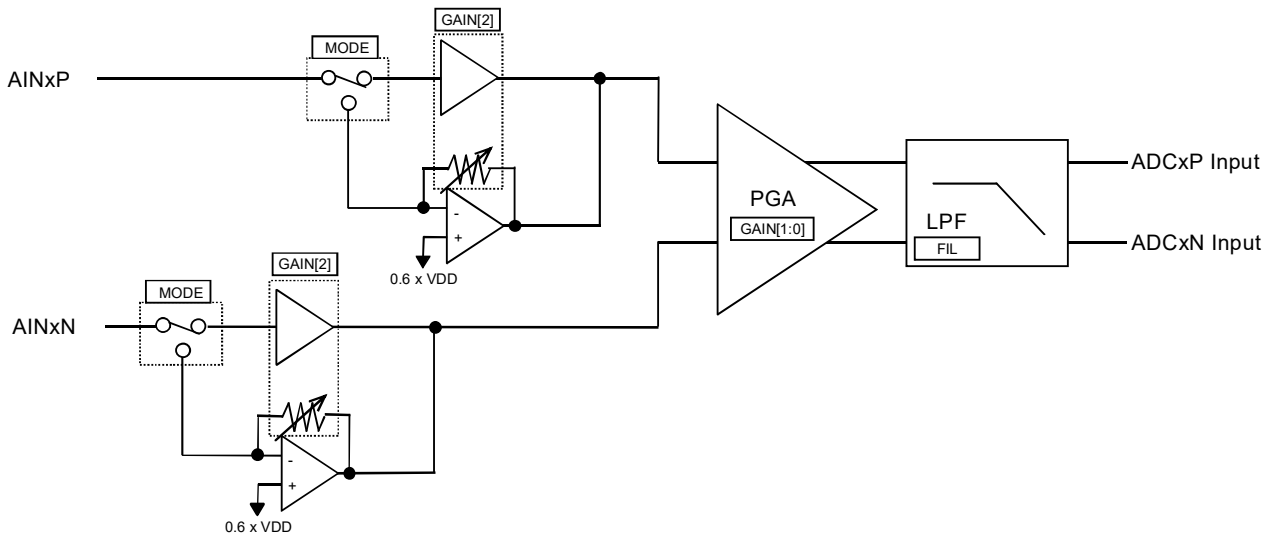 GAIN[2]
MODE
AINxP
-
+
0.6 x VDD
PGA
GAIN[1:0]
LPF
FIL
ADCxP Input
ADCxN Input
GAIN[2]
MODE
AINxN
-
+
0.6 x VDD